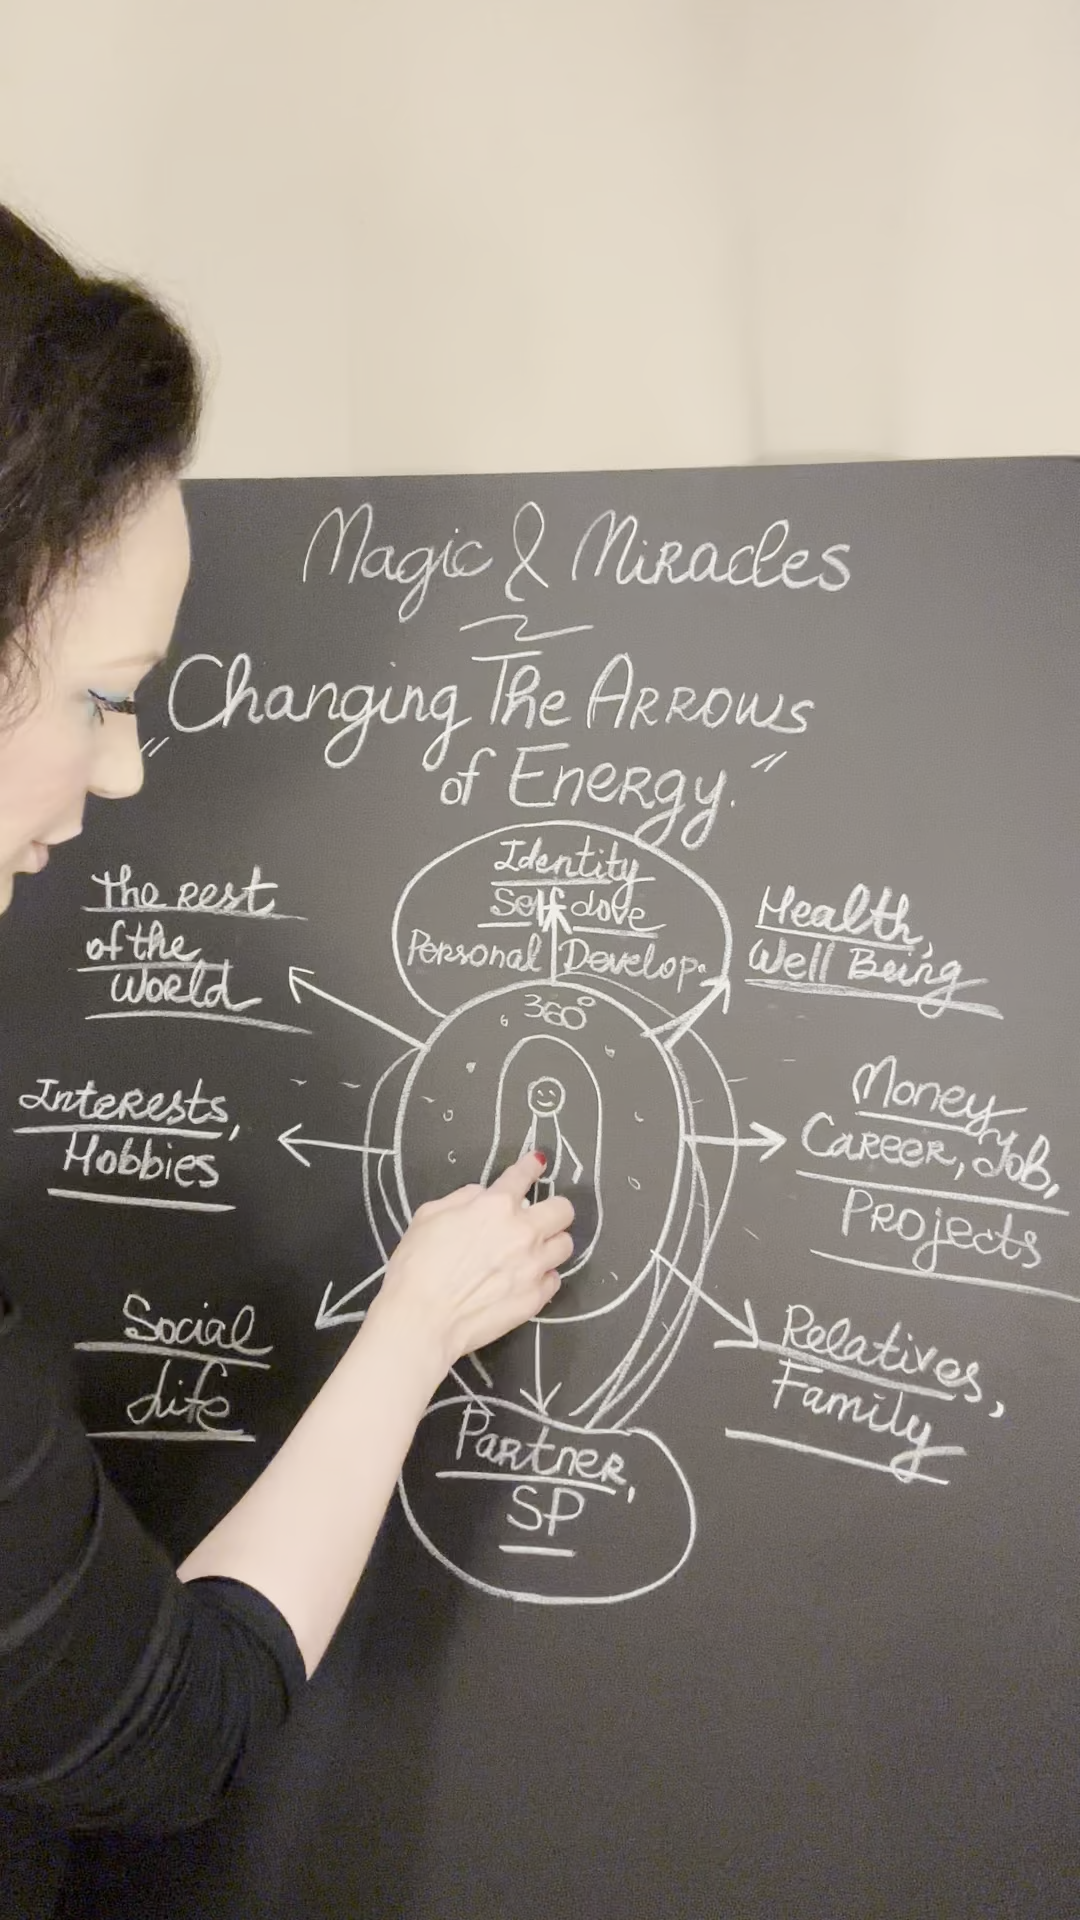 Magic & Miracles
Changing The Arrows
of Energy."
Identity
Self Love
Personal Develop.
360°
Health,
Well Being
Money
Career, Job,
Projects
Relatives,
Family
Partner,
SP
Social
Life
Interests,
Hobbies
The rest
of the
World